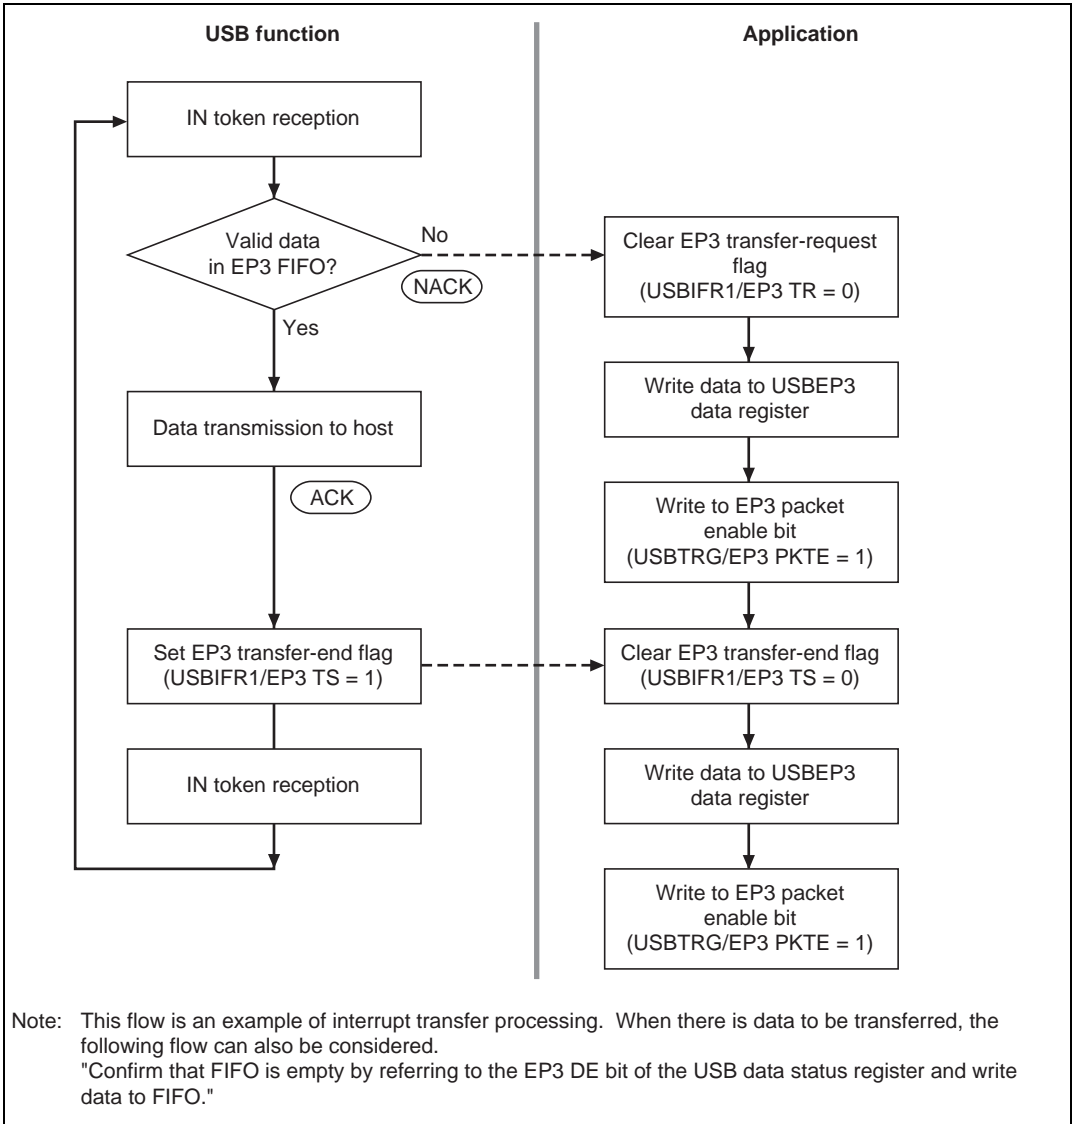 USB function
Application
IN token reception
Valid data
in EP3 FIFO?
No
NACK
Yes
Data transmission to host
ACK
Set EP3 transfer-end flag
(USBIFR1/EP3 TS = 1)
IN token reception
Clear EP3 transfer-request
flag
(USBIFR1/EP3 TR = 0)
Write data to USBEP3
data register
Write to EP3 packet
enable bit
(USBTRG/EP3 PKTE = 1)
Clear EP3 transfer-end flag
(USBIFR1/EP3 TS = 0)
Write data to USBEP3
data register
Write to EP3 packet
enable bit
(USBTRG/EP3 PKTE = 1)
Note: This flow is an example of interrupt transfer processing. When there is data to be transferred, the
following flow can also be considered.
"Confirm that FIFO is empty by referring to the EP3 DE bit of the USB data status register and write
data to FIFO."